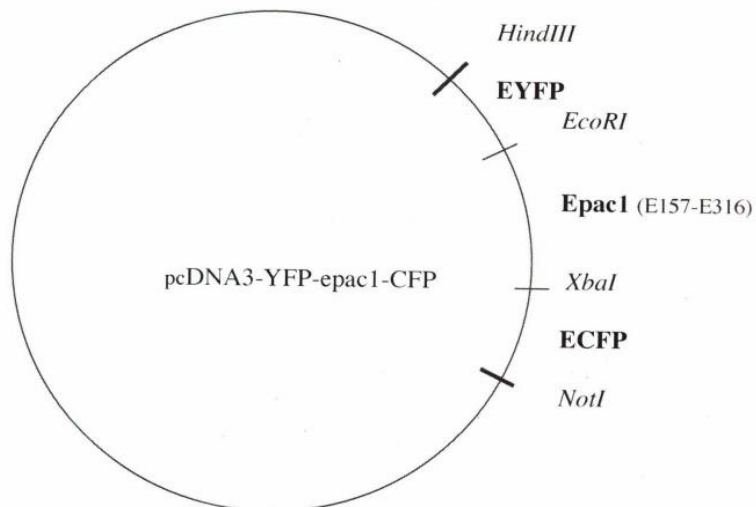 HindIII
EYFP
EcoRI
Epac1 (E157-E316)
pcDNA3-YFP-epac1-CFP
XbaI
ECFP
NotI